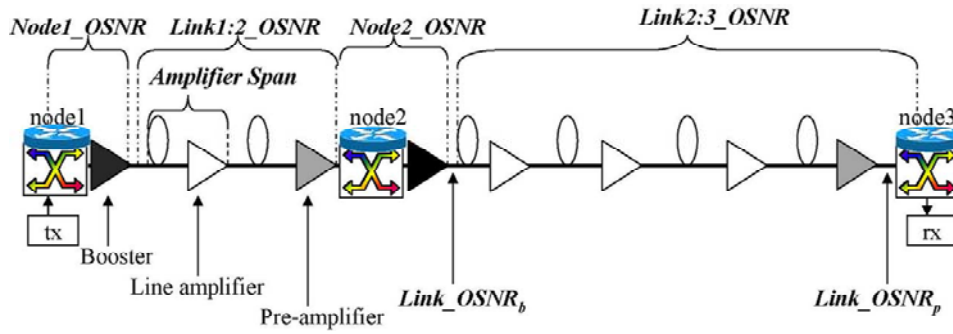 Node1_OSNR Link1:2_OSNR Node2_OSNR Link2:3_OSNR
Amplifier Span
node1 node2 node3
tx rx
Booster
Line amplifier
Pre-amplifier
Link_OSNRb
Link_OSNRp